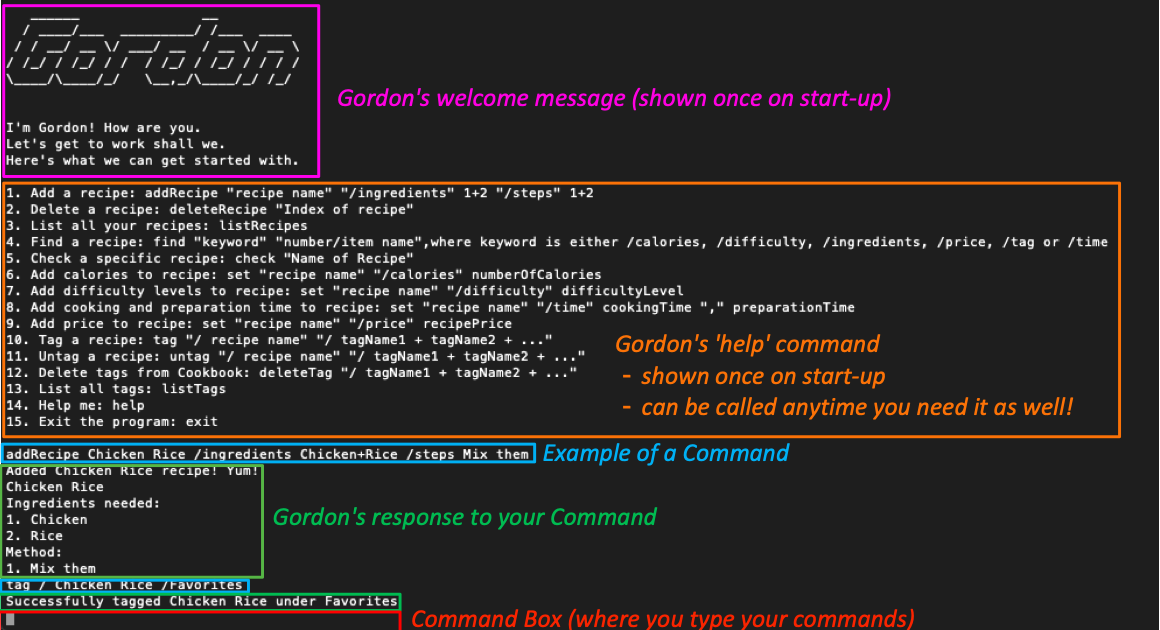 Gordon
Gordon's welcome message (shown once on start-up)
I'm Gordon! How are you.
Let's get to work shall we.
Here's what we can get started with.
1. Add a recipe: addRecipe "recipe name" "/ingredients" 1+2 "/steps" 1+2
2. Delete a recipe: deleteRecipe "Index of recipe"
3. List all your recipes: listRecipes
4. Find a recipe: find "keyword" "number/item name",where keyword is either /calories, /difficulty, /ingredients, /price, /tag or /time
5. Check a specific recipe: check "Name of Recipe"
6. Add calories to recipe: set "recipe name" "/calories" numberOfCalories
7. Add difficulty levels to recipe: set "recipe name" "/difficulty" difficultyLevel
8. Add cooking and preparation time to recipe: set "recipe name" "/time" cookingTime "," preparationTime
9. Add price to recipe: set "recipe name" "/price" recipePrice
10. Tag a recipe: tag "/ recipe name" "/ tagName1 + tagName2 + ..."
11. Untag a recipe: untag "/ recipe name" "/ tagName1 + tagName2 + ..."
12. Delete tags from Cookbook: deleteTag "/ tagName1 + tagName2 + ..."
13. List all tags: listTags
14. Help me: help
15. Exit the program: exit
Gordon's 'help' command
- shown once on start-up
- can be called anytime you need it as well!
addRecipe Chicken Rice /ingredients Chicken+Rice /steps Mix them
Example of a Command
Added Chicken Rice recipe! Yum!
Chicken Rice
Ingredients needed:
1. Chicken
2. Rice
Method:
1. Mix them
Gordon's response to your Command
tag / Chicken Rice /Favorites
Successfully tagged Chicken Rice under Favorites
Command Box (where you type your commands)